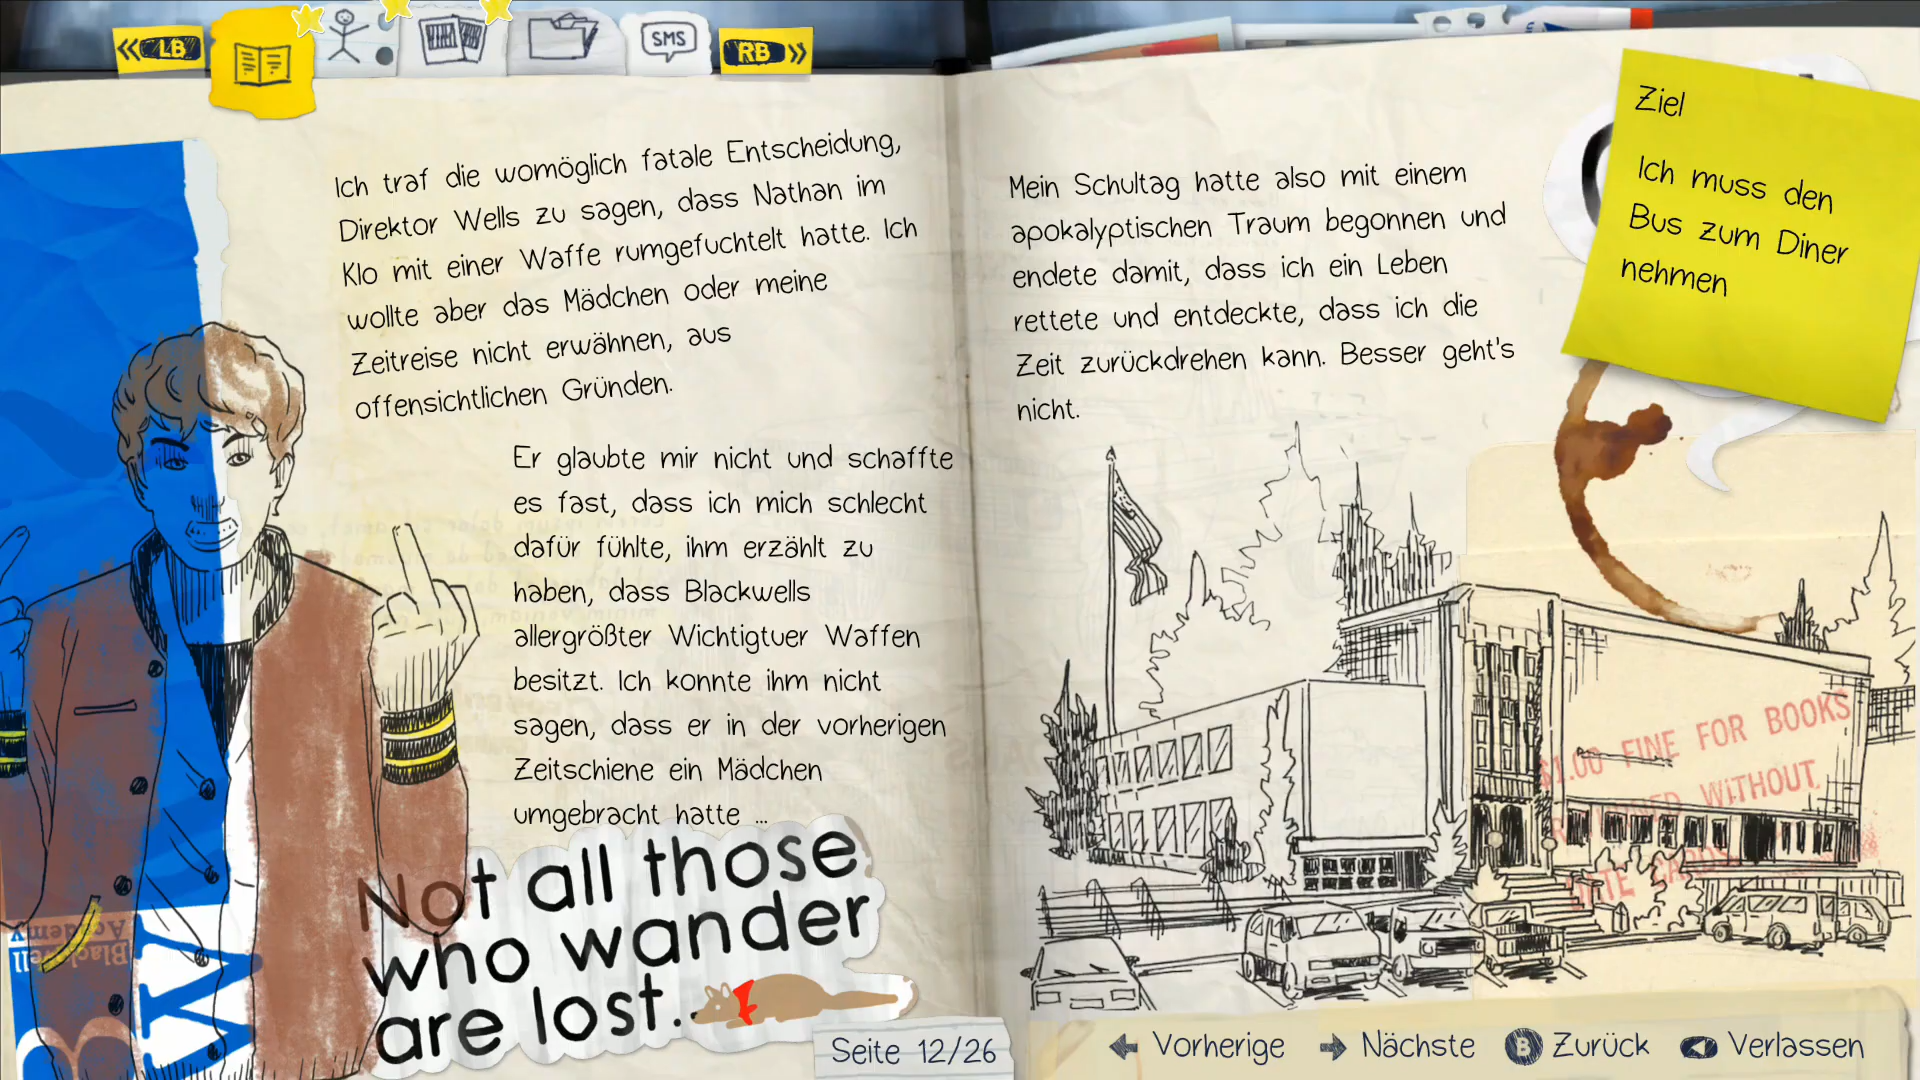 LB
SMS
RB
Ich traf die womöglich fatale Entscheidung,
Direktor Wells zu sagen, dass Nathan im
Klo mit einer Waffe rumgefuchtelt hatte. Ich
wollte aber das Mädchen oder meine
Zeitreise nicht erwähnen, aus
offensichtlichen Gründen.
Er glaubte mir nicht und schaffte
es fast, dass ich mich schlecht
dafür fühlte, ihm erzählt zu
haben, dass Blackwells
allergrößter Wichtigtuer Waffen
besitzt. Ich konnte ihm nicht
sagen, dass er in der vorherigen
Zeitschiene ein Mädchen
umgebracht hatte ...
Not all those
who wander
are lost..
Blackwell
Academy
Seite 12/26
Mein Schultag hatte also mit einem
apokalyptischen Traum begonnen und
endete damit, dass ich ein Leben
rettete und entdeckte, dass ich die
Zeit zurückdrehen kann. Besser geht's
nicht.
Ziel
Ich muss den
Bus zum Diner
nehmen
$1.00 FINE FOR BOOKS
WITHOUT
DATE CARDS
Vorherige
Nächste
B Zurück
Verlassen